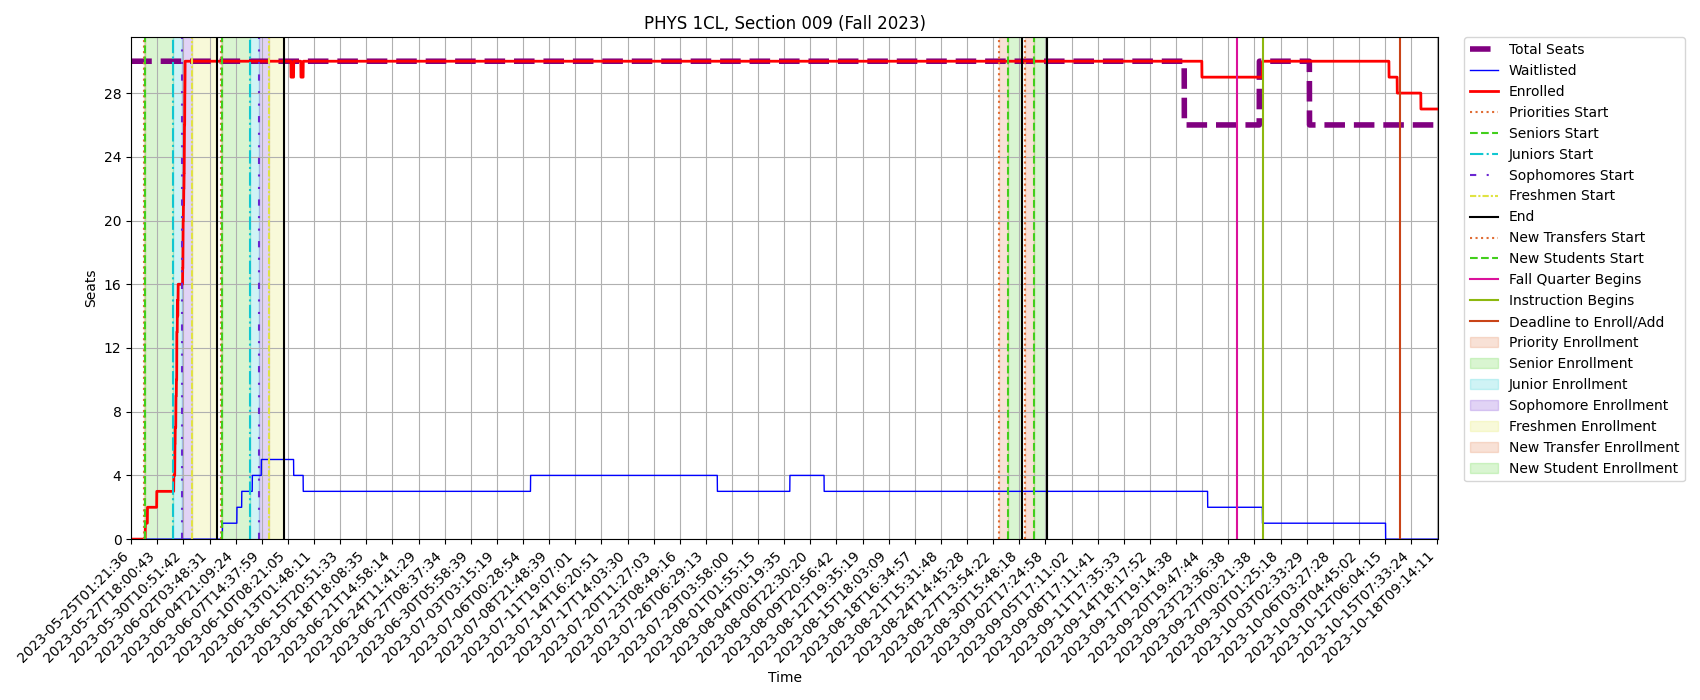 PHYS 1CL, Section 009 (Fall 2023)
Seats
28
24
20
16
12
8
4
0
2023-05-25T01:21:36
2023-05-27T18:00:43
2023-05-30T10:51:42
2023-06-02T03:48:31
2023-06-04T21:09:24
2023-06-07T14:37:59
2023-06-10T08:21:05
2023-06-13T01:48:11
2023-06-15T20:51:33
2023-06-18T18:08:35
2023-06-21T14:58:14
2023-06-24T11:41:29
2023-06-27T08:37:34
2023-06-30T05:58:39
2023-07-03T03:15:19
2023-07-06T00:28:54
2023-07-08T21:48:39
2023-07-11T19:07:01
2023-07-14T16:20:51
2023-07-17T14:03:30
2023-07-20T11:27:03
2023-07-23T08:49:16
2023-07-26T06:29:13
2023-07-29T03:58:00
2023-08-01T01:55:15
2023-08-04T00:19:35
2023-08-06T22:30:20
2023-08-09T20:56:42
2023-08-12T19:35:19
2023-08-15T18:03:09
2023-08-18T16:34:57
2023-08-21T15:31:48
2023-08-24T14:45:28
2023-08-27T13:54:22
2023-08-30T15:48:18
2023-09-02T17:24:58
2023-09-05T17:11:02
2023-09-08T17:11:41
2023-09-11T17:35:33
2023-09-14T18:17:52
2023-09-17T19:14:38
2023-09-20T19:47:44
2023-09-23T23:36:38
2023-09-27T00:21:38
2023-09-30T01:25:18
2023-10-03T02:33:29
2023-10-06T03:27:28
2023-10-09T04:45:02
2023-10-12T06:04:15
2023-10-15T07:33:24
2023-10-18T09:14:11
Time
Total Seats
Waitlisted
Enrolled
Priorities Start
Seniors Start
Juniors Start
Sophomores Start
Freshmen Start
End
New Transfers Start
New Students Start
Fall Quarter Begins
Instruction Begins
Deadline to Enroll/Add
Priority Enrollment
Senior Enrollment
Junior Enrollment
Sophomore Enrollment
Freshmen Enrollment
New Transfer Enrollment
New Student Enrollment